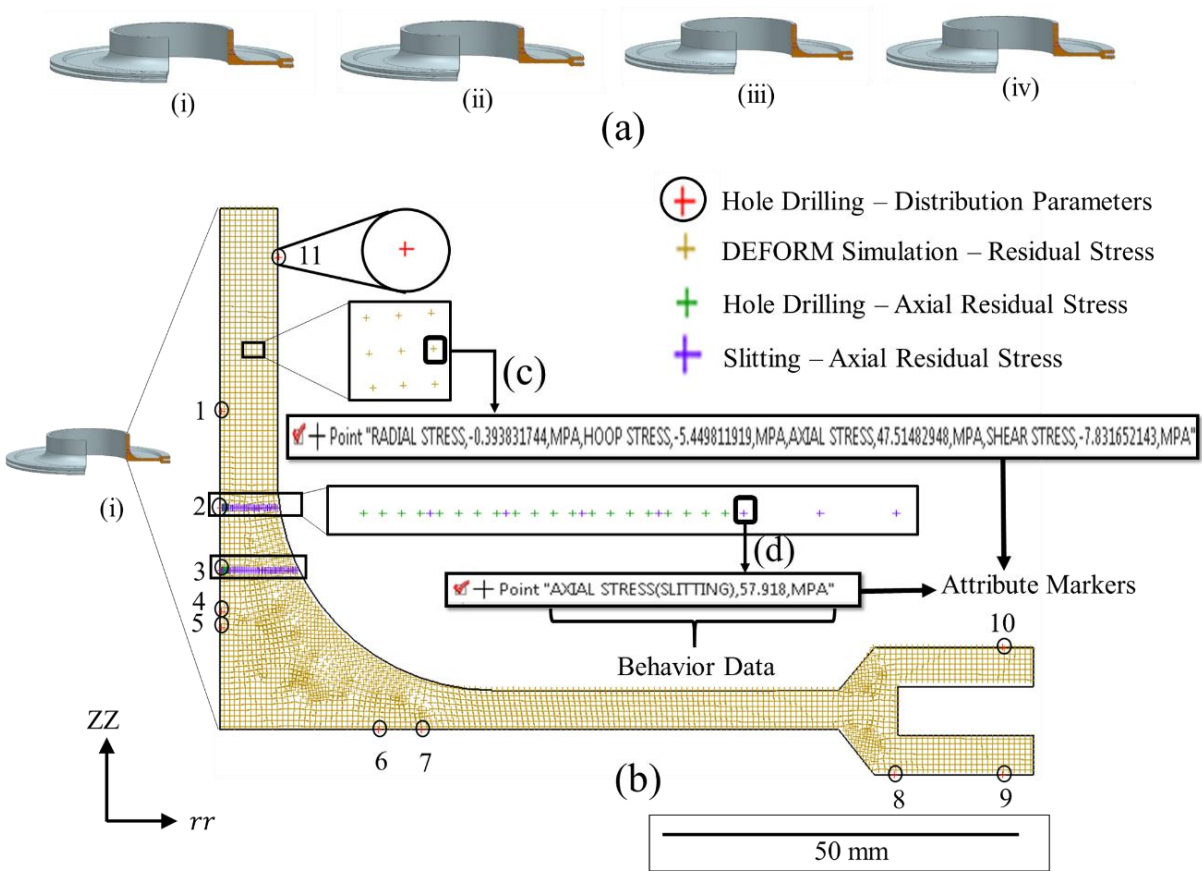 (i)
(ii)
(iii)
(iv)
(a)
Hole Drilling – Distribution Parameters
11
DEFORM Simulation – Residual Stress
Hole Drilling – Axial Residual Stress
Slitting – Axial Residual Stress
(c)
1
Point "RADIAL STRESS,-0.393831744,MPA,HOOP STRESS,-5.449811919,MPA,AXIAL STRESS,47.51482948,MPA,SHEAR STRESS,-7.831652143,MPA"
(i)
2
(d)
3
Point "AXIAL STRESS(SLITTING),57.918,MPA"
Attribute Markers
4
5
10
Behavior Data
ZZ
6
7
(b)
8
9
rr
50 mm